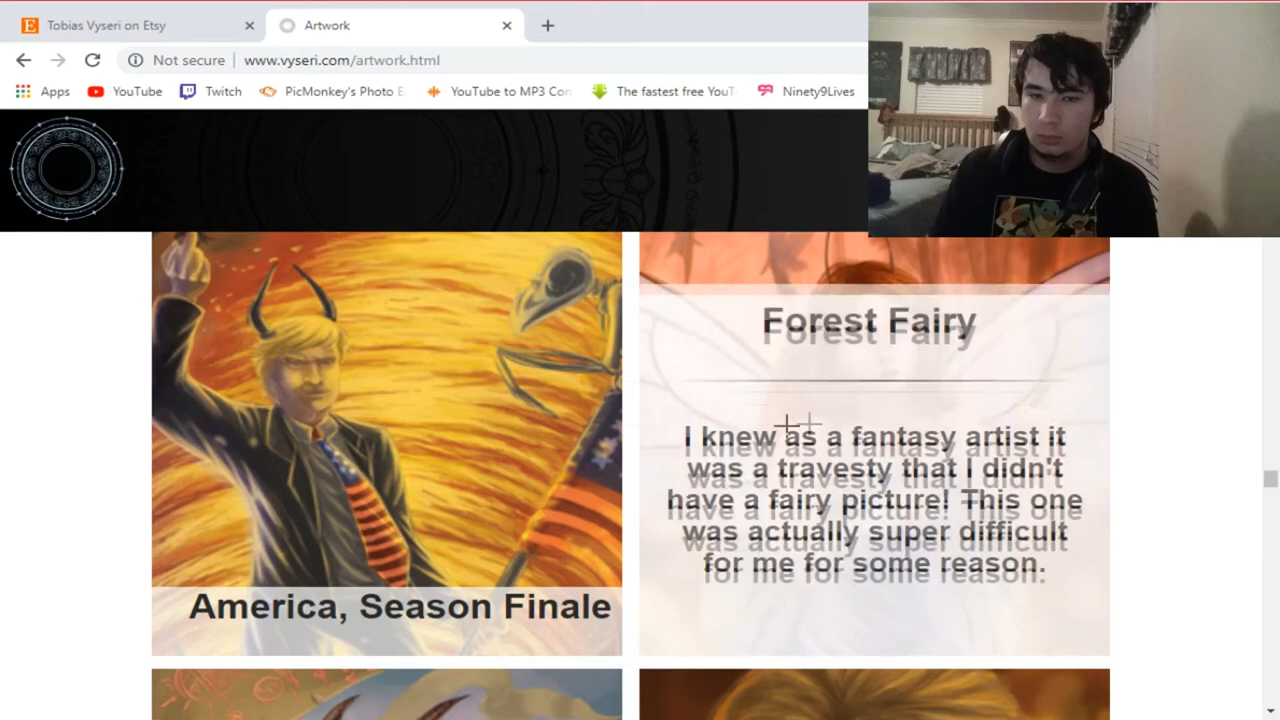 Tobias Vyseri on Etsy
Artwork
Not secure
www.vyseri.com/artwork.html
Apps
YouTube
Twitch
PicMonkey's Photo E
YouTube to MP3 Con
The fastest free YouT
Ninety9Lives
Forest Fairy
I knew as a fantasy artist it
was a travesty that I didn't
have a fairy picture! This one
was actually super difficult
for me for some reason.
America, Season Finale